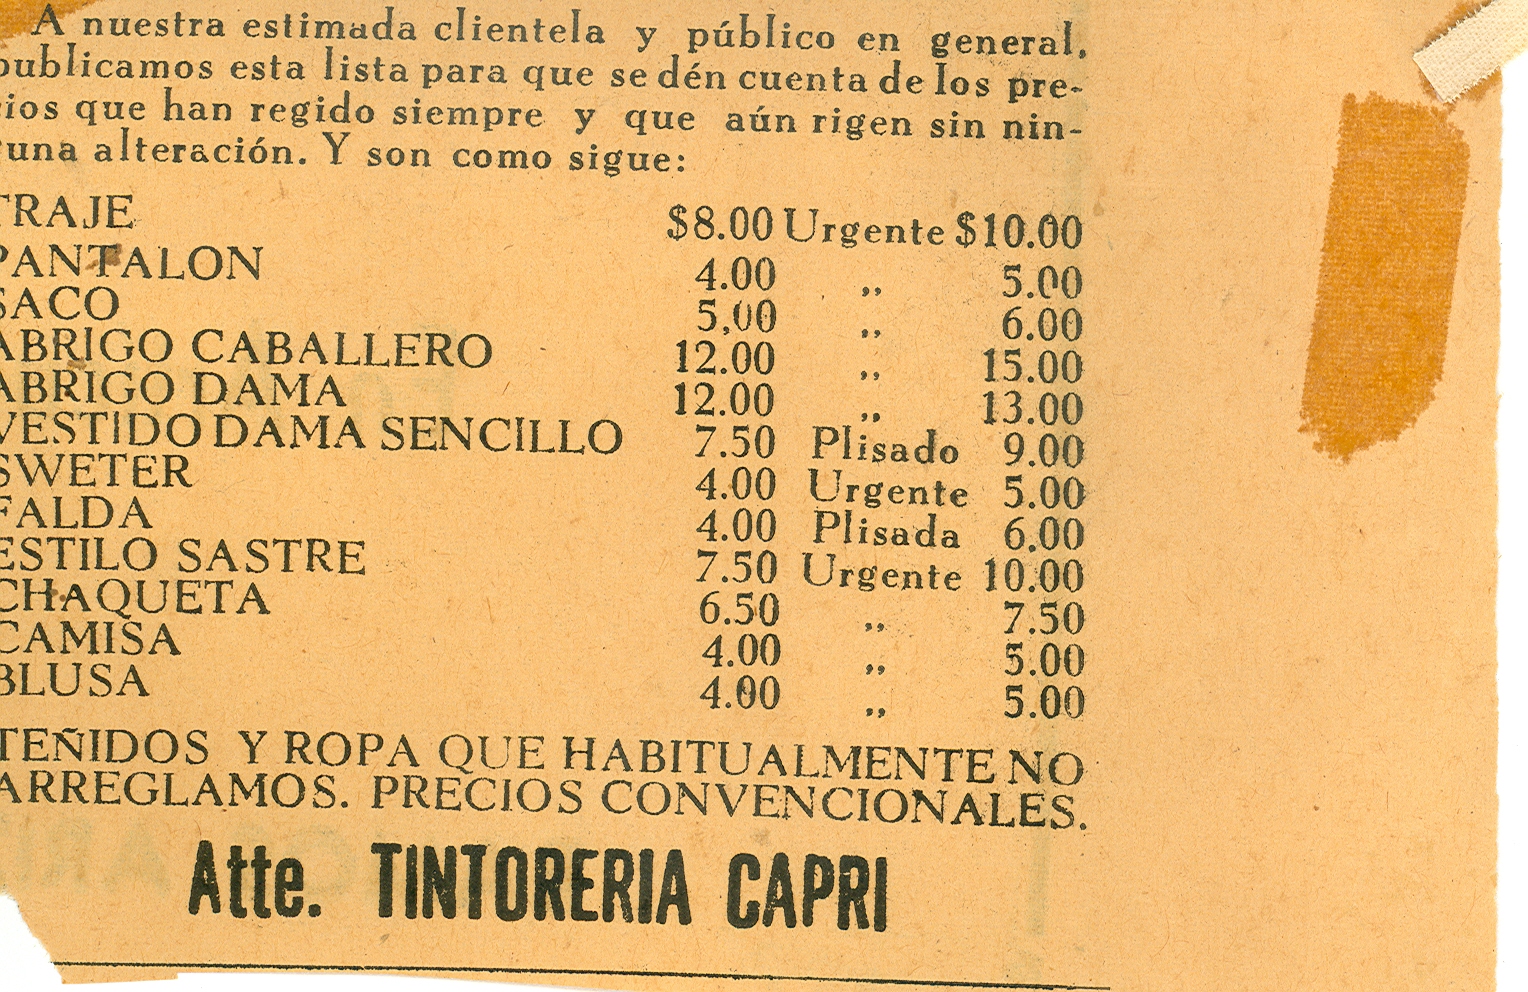 A nuestra estimada clientela y público en general,
publicamos esta lista para que se dén cuenta de los pre-
cios que han regido siempre y que aún rigen sin nin-
guna alteración. Y son como sigue:
TRAJE $8.00 Urgente $10.00
PANTALON 4.00 ,, 5.00
SACO 5,00 ,, 6.00
ABRIGO CABALLERO 12.00 ,, 15.00
ABRIGO DAMA 12.00 ,, 13.00
VESTIDO DAMA SENCILLO 7.50 Plisado 9.00
SWETER 4.00 Urgente 5.00
FALDA 4.00 Plisada 6.00
ESTILO SASTRE 7.50 Urgente 10.00
CHAQUETA 6.50 ,, 7.50
CAMISA 4.00 ,, 5.00
BLUSA 4.00 ,, 5.00
TEÑIDOS Y ROPA QUE HABITUALMENTE NO
ARREGLAMOS. PRECIOS CONVENCIONALES.
Atte. TINTORERIA CAPRI